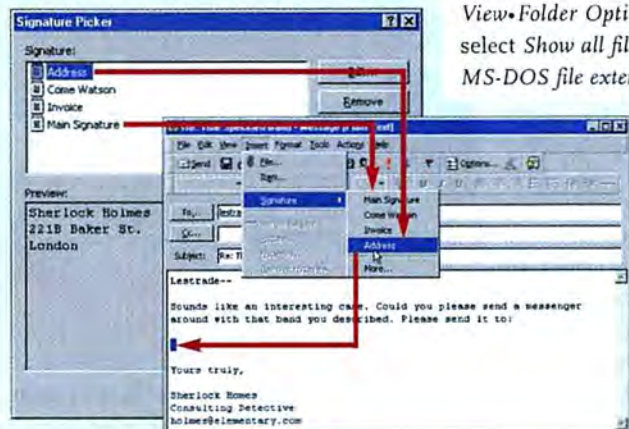 View•Folder Opti
select Show all fil
MS-DOS file exter
Signature Picker
Signature:
Address
Come Watson
Invoice
Main Signature
Remove
Preview:
Sherlock Holmes
221B Baker St.
London
Message
File Edit View Insert Format Tools Actions Help
Send
File...
Item...
Options...
Signature
Main Signature
Come Watson
Invoice
Address
More...
To...
Cc...
Subject:
Lestrade--
Sounds like an interesting case. Could you please send a messenger
around with that band you described. Please send it to:
Yours truly,
Sherlock Homes
Consulting Detective
holmes@elementary.com